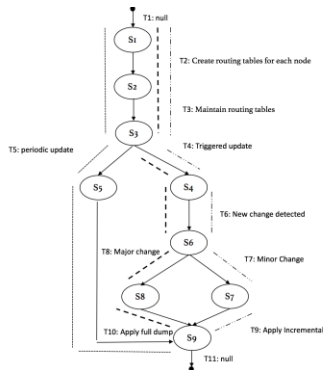 T1: null
S1
T2: Create routing tables for each node
S2
T3: Maintain routing tables
S3
T5: periodic update
T4: Triggered update
S5
S4
T6: New change detected
S6
T8: Major change
T7: Minor Change
S8
S7
T10: Apply full dump
S9
T9: Apply Incremental
T11: null